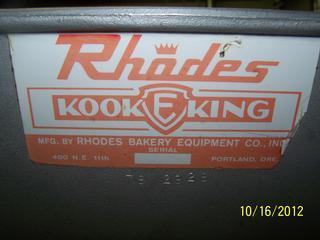 Rhodes
KOOK E KING
MFG. BY RHODES BAKERY EQUIPMENT CO., INC.
SERIAL
400 N.E. 11th PORTLAND, ORE.
10/16/2012